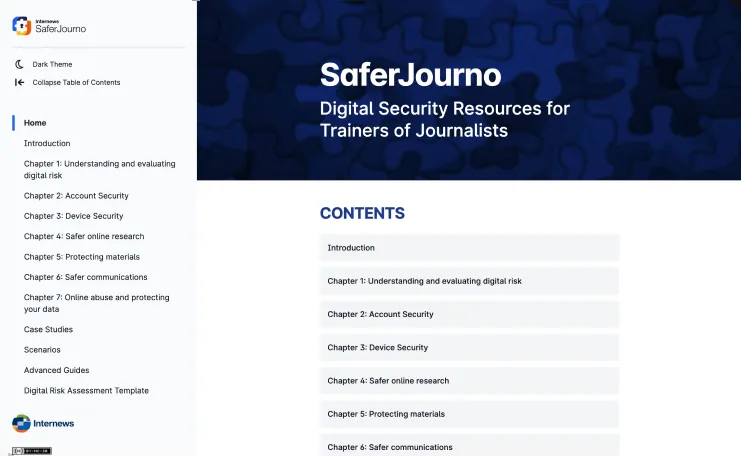 Internews
SaferJourno
Dark Theme
Collapse Table of Contents
Home
Introduction
Chapter 1: Understanding and evaluating
digital risk
Chapter 2: Account Security
Chapter 3: Device Security
Chapter 4: Safer online research
Chapter 5: Protecting materials
Chapter 6: Safer communications
Chapter 7: Online abuse and protecting
your data
Case Studies
Scenarios
Advanced Guides
Digital Risk Assessment Template
Internews
SaferJourno
Digital Security Resources for
Trainers of Journalists
CONTENTS
Introduction
Chapter 1: Understanding and evaluating digital risk
Chapter 2: Account Security
Chapter 3: Device Security
Chapter 4: Safer online research
Chapter 5: Protecting materials
Chapter 6: Safer communications